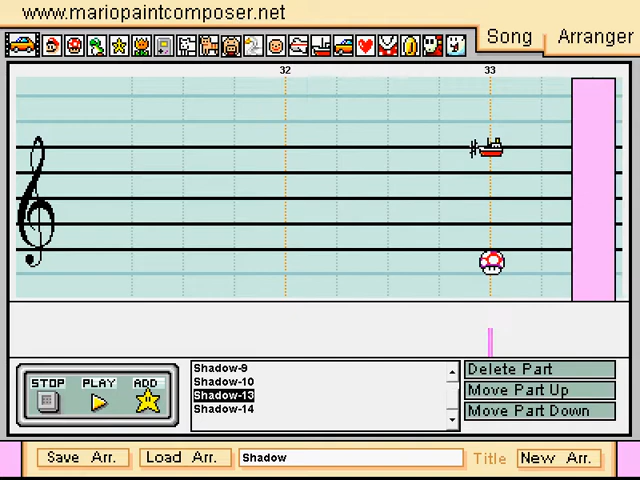 www.mariopaintcomposer.net
Song
Arranger
32
33
STOP
PLAY
ADD
Shadow-9
Shadow-10
Shadow-13
Shadow-14
Delete Part
Move Part Up
Move Part Down
Save Arr.
Load Arr.
Shadow
Title
New Arr.